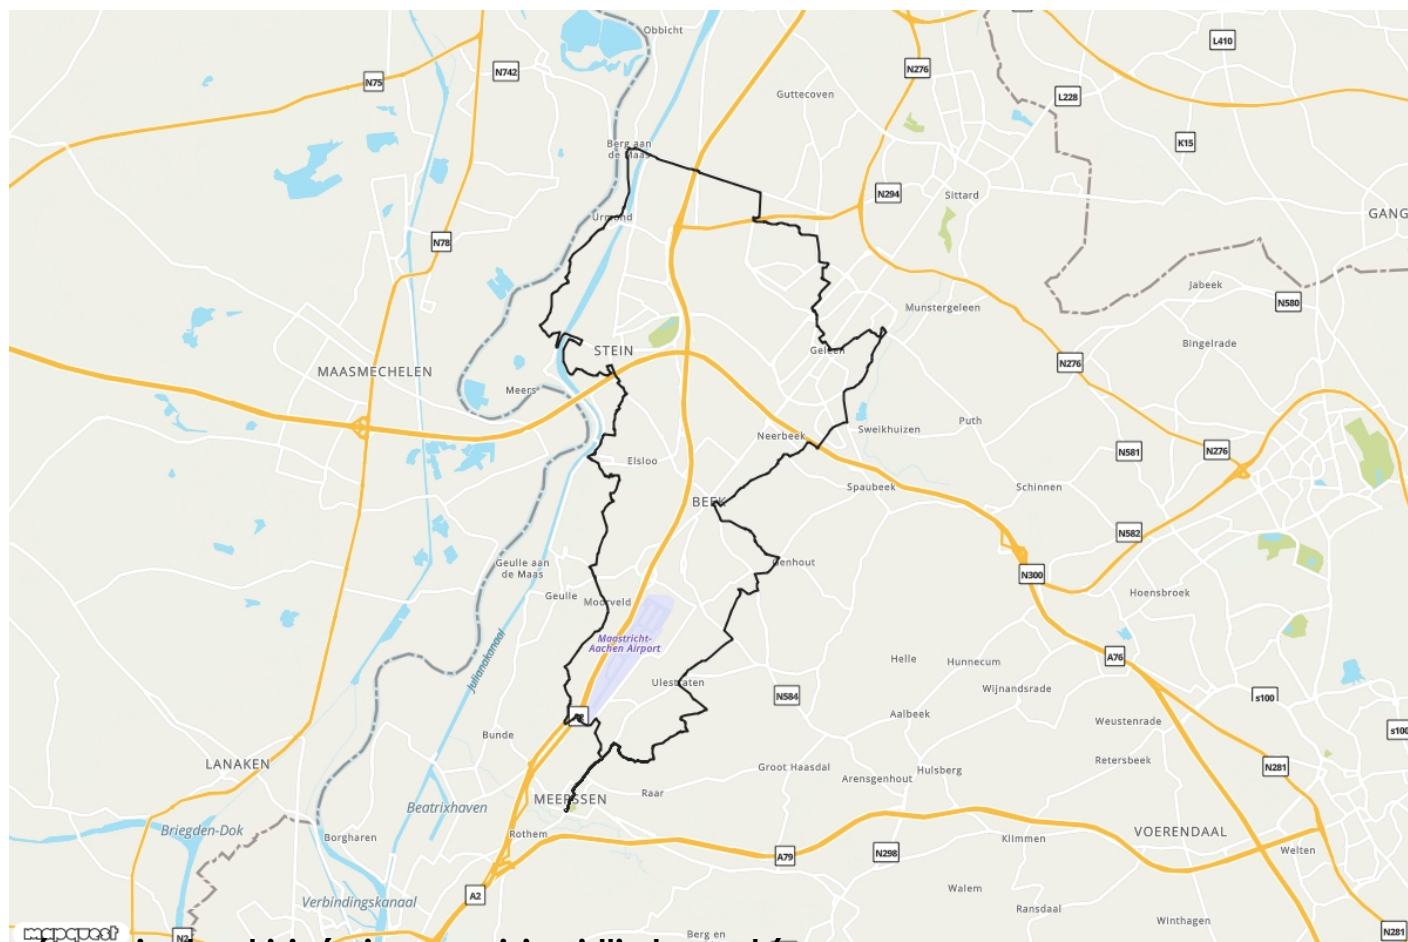 Obbicht
L410
N276
N75
N742
Guttecoven
L228
K15
Berg aan
de Maas
N294
Sittard
GANG
Urmond
N78
Jabeek
N580
Munstergeleen
Bingelrade
STEIN
Geleen
N276
MAASMECHELEN
Meers
Puth
Sweikhuizen
Neerbeek
N581
N276
Elsloo
Spaubeek
Schinnen
BEEK
N582
Geulle aan
de Maas
Genhout
N300
Hoensbroek
Geulle
Moorveld
Maastricht-
Aachen Airport
Julianakanaal
Helle
Hunnecum
A76
Ulestraten
N584
Wijnandsrade
s100
Aalbeek
Weustenrade
s100
Bunde
LANAKEN
Groot Haasdal
Retersbeek
N281
Arensgenhout
Hulsberg
Raar
MEERSSEN
Beatrixhaven
Briegden-Dok
Borgharen
Rothem
Klimmen
VOERENDAAL
A79
N298
Welten
A2
Walem
Verbindingskanaal
Ransdaal
Winthagen
N281
Berg en
mapquest
N2